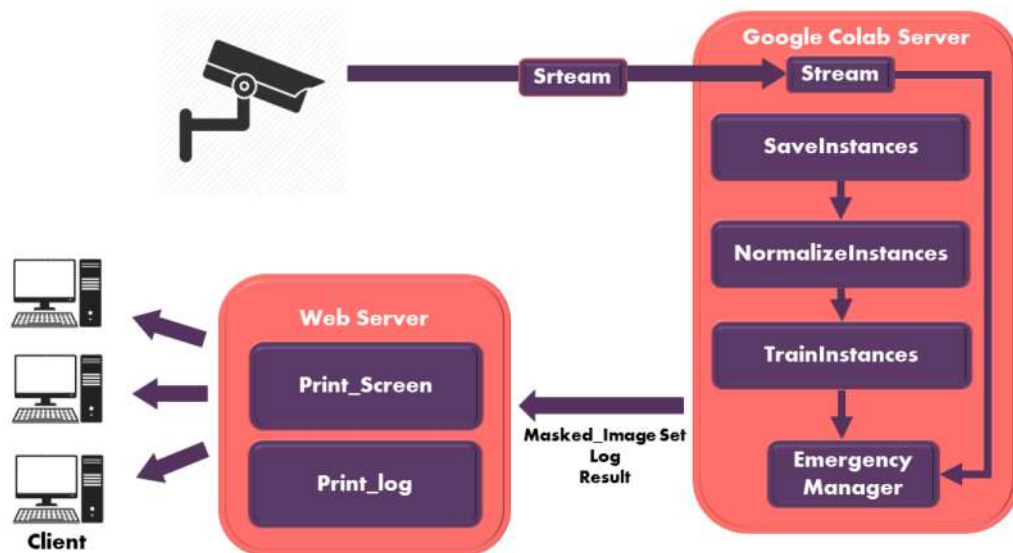 Google Colab Server
Srteam
Stream
SaveInstances
NormalizeInstances
TrainInstances
Emergency
Manager
Masked_Image Set
Log
Result
Web Server
Print_Screen
Print_log
Client